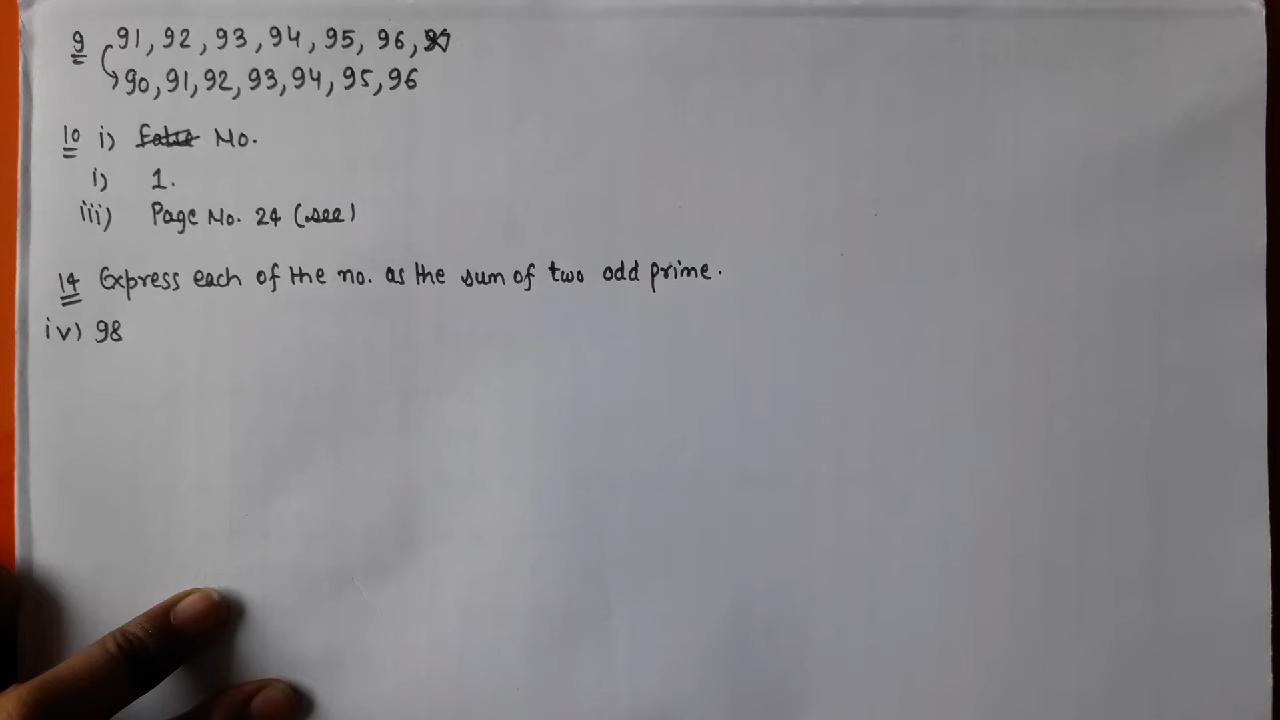 9 91, 92, 93, 94, 95, 96, 97
90, 91, 92, 93, 94, 95, 96
10 i) False No.
i) 1.
iii) Page No. 24 (see)
14 Express each of the no. as the sum of two odd prime.
iv) 98